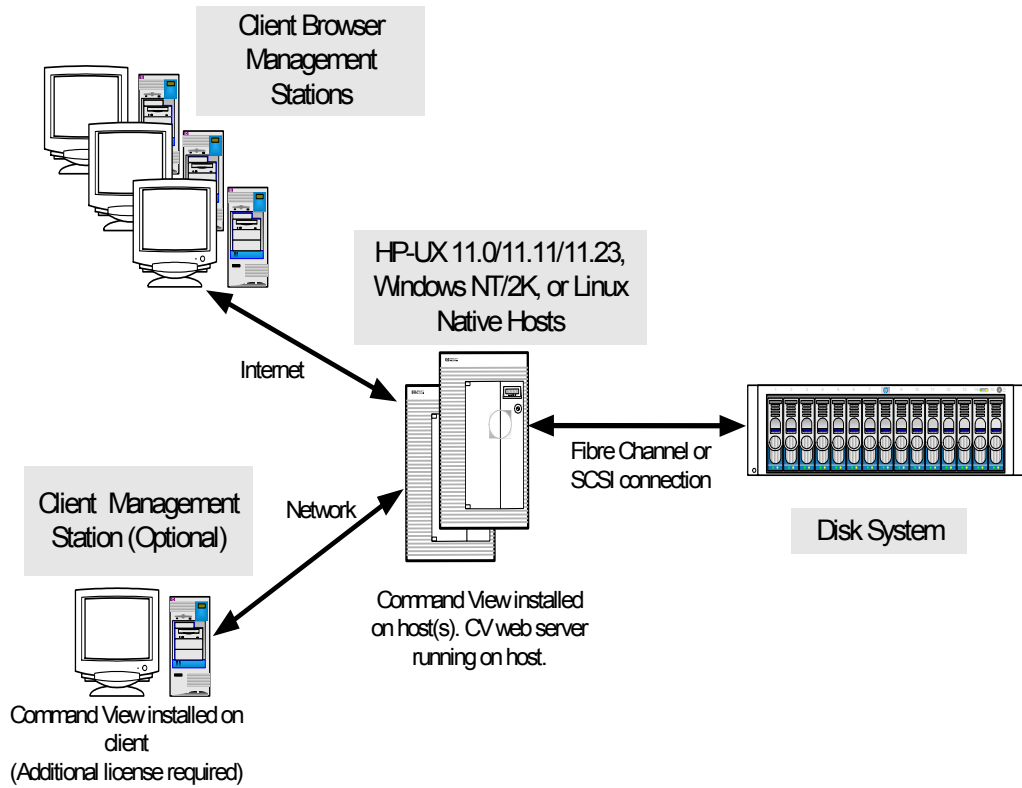 Client Browser
Management
Stations
HP-UX 11.0/11.11/11.23,
Windows NT/2K, or Linux
Native Hosts
Internet
Fibre Channel or
SCSI connection
Client Management
Station (Optional)
Network
Disk System
Command View installed
on host(s). CV web server
running on host.
Command View installed on
client
(Additional license required)